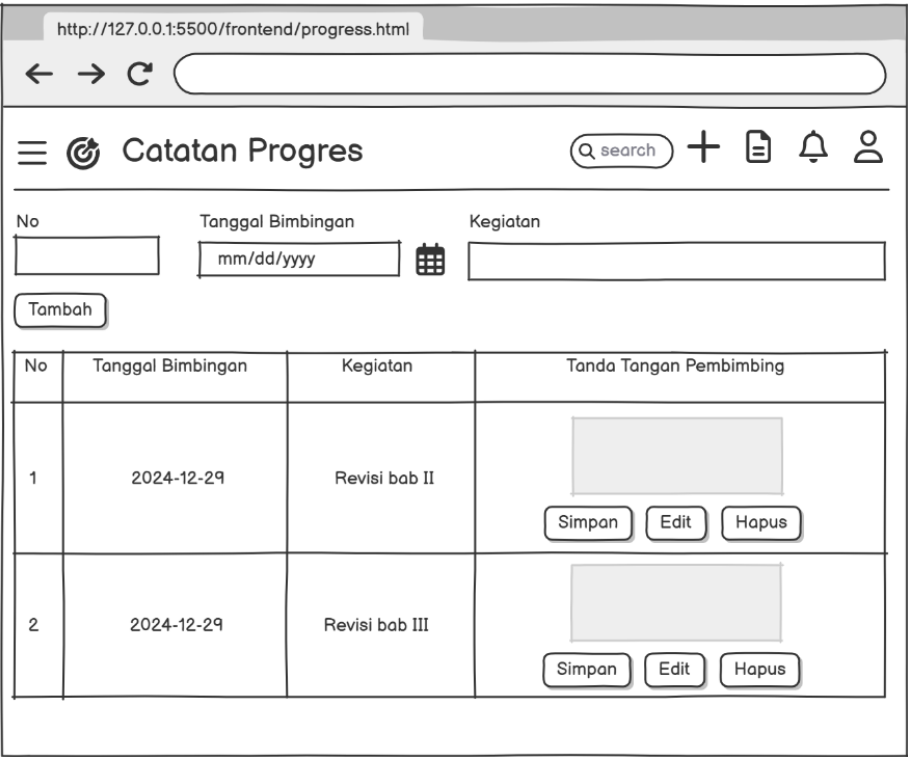 http://127.0.0.1:5500/frontend/progress.html
Catatan Progres
search
No Tanggal Bimbingan Kegiatan
mm/dd/yyyy
Tambah
No Tanggal Bimbingan Kegiatan Tanda Tangan Pembimbing
1 2024-12-29 Revisi bab II
Simpan Edit Hapus
2 2024-12-29 Revisi bab III
Simpan Edit Hapus